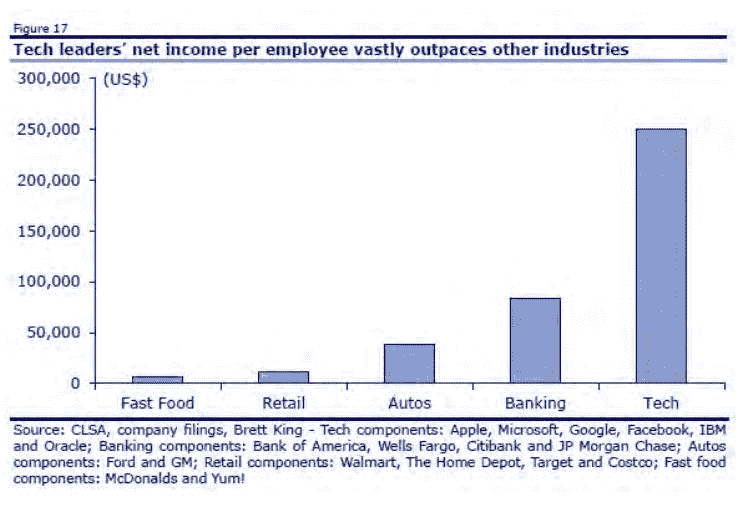 Figure 17
Tech leaders’ net income per employee vastly outpaces other industries
300,000 (US$)
250,000
200,000
150,000
100,000
50,000
0
Fast Food Retail Autos Banking Tech
Source: CLSA, company filings, Brett King - Tech components: Apple, Microsoft, Google, Facebook, IBM
and Oracle; Banking components: Bank of America, Wells Fargo, Citibank and JP Morgan Chase; Autos
components: Ford and GM; Retail components: Walmart, The Home Depot, Target and Costco; Fast food
components: McDonalds and Yum!